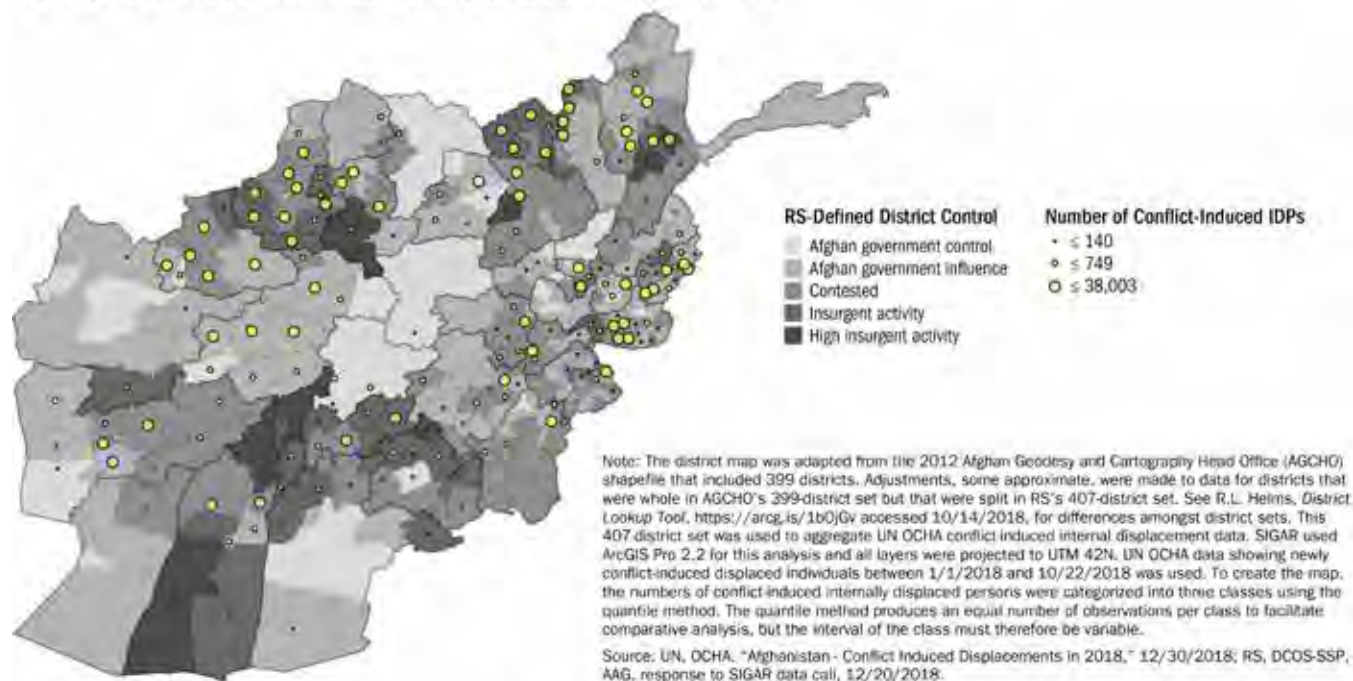 RS-Defined District Control
Afghan government control
Afghan government influence
Contested
Insurgent activity
High insurgent activity
Number of Conflict-Induced IDPs
≤ 140
≤ 749
≤ 38,003
Note: The district map was adapted from the 2012 Afghan Geodesy and Cartography Head Office (AGCHO)
shapefile that included 399 districts. Adjustments, some approximate, were made to data for districts that
were whole in AGCHO's 399-district set but that were split in RS's 407-district set. See R.L. Helms, District
Lookup Tool, https://arcg.is/1b0jGv accessed 10/14/2018, for differences amongst district sets. This
407 district set was used to aggregate UN OCHA conflict induced internal displacement data. SIGAR used
ArcGIS Pro 2.2 for this analysis and all layers were projected to UTM 42N. UN OCHA data showing newly
conflict-induced displaced individuals between 1/1/2018 and 10/22/2018 was used. To create the map,
the numbers of conflict-induced internally displaced persons were categorized into three classes using the
quantile method. The quantile method produces an equal number of observations per class to facilitate
comparative analysis, but the interval of the class must therefore be variable.
Source: UN, OCHA, "Afghanistan - Conflict Induced Displacements in 2018," 12/30/2018; RS, DCOS-SSP,
AAG, response to SIGAR data call, 12/20/2018.